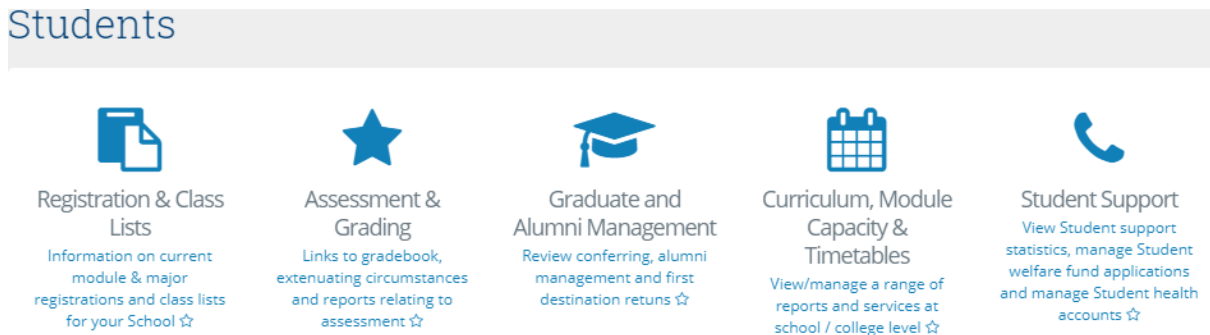 Students
Registration & Class
Lists
Information on current
module & major
registrations and class lists
for your School ☆
Assessment &
Grading
Links to gradebook,
extenuating circumstances
and reports relating to
assessment ☆
Graduate and
Alumni Management
Review conferring, alumni
management and first
destination retuns ☆
Curriculum, Module
Capacity &
Timetables
View/manage a range of
reports and services at
school / college level ☆
Student Support
View Student support
statistics, manage Student
welfare fund applications
and manage Student health
accounts ☆